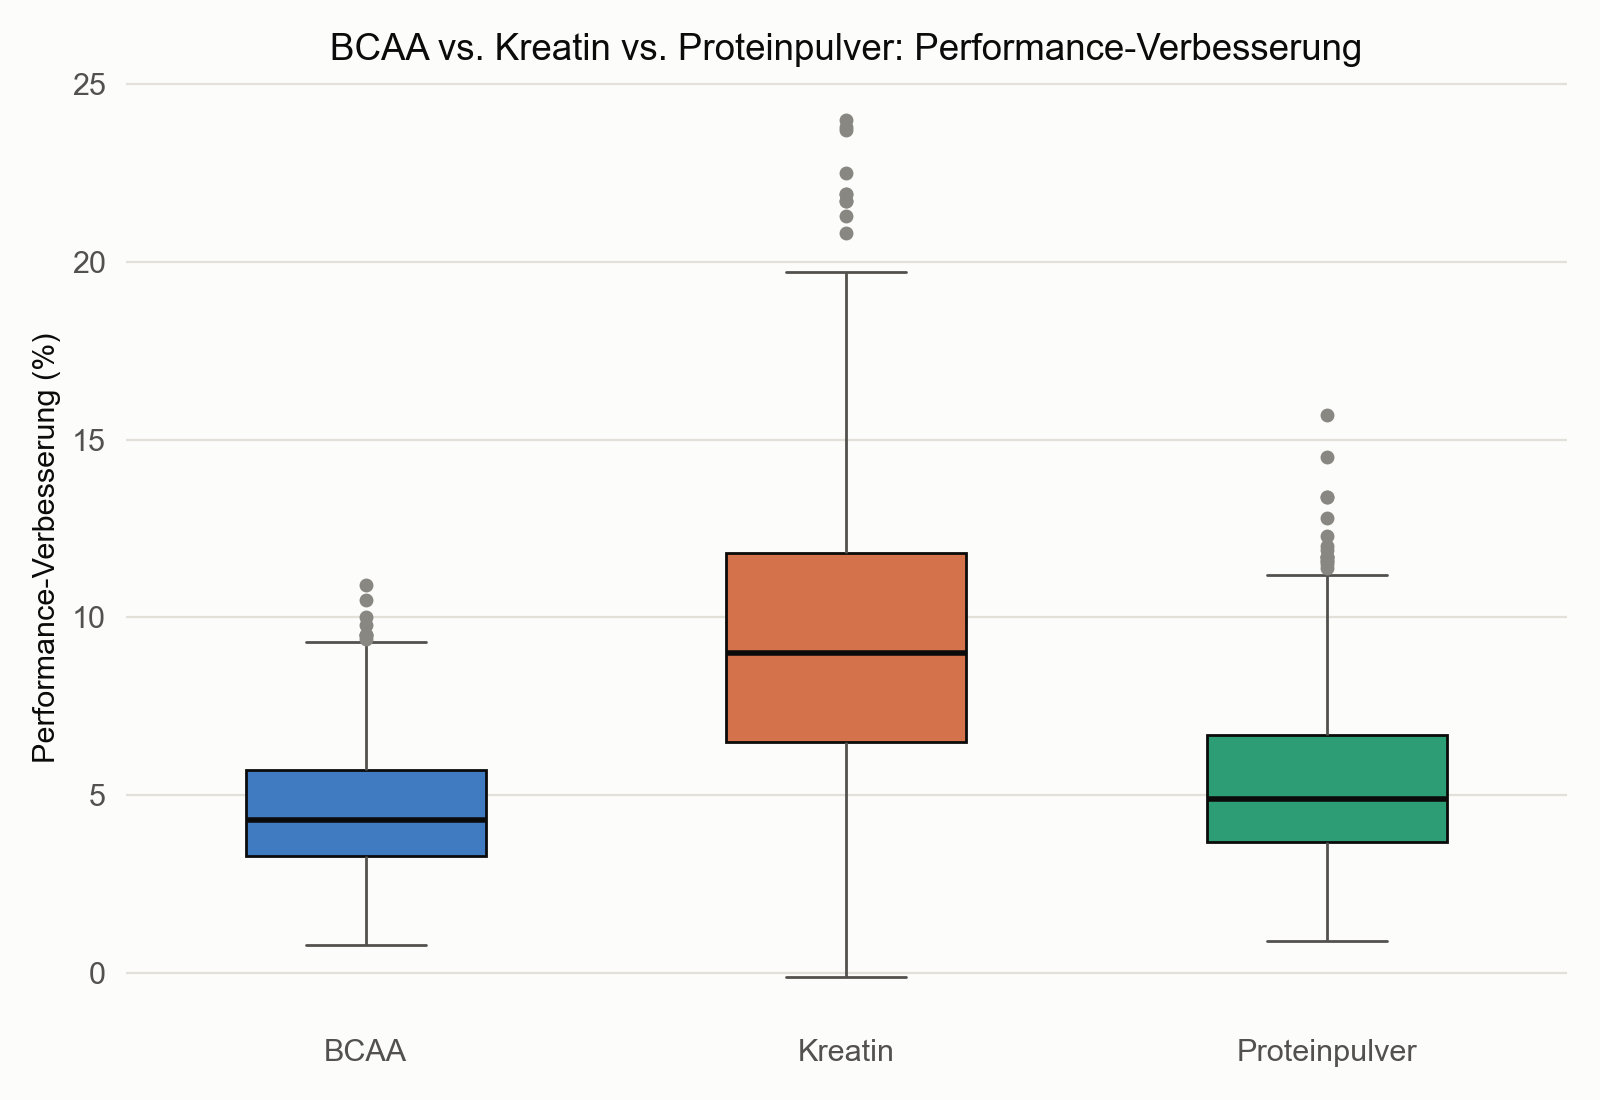 BCAA vs. Kreatin vs. Proteinpulver: Performance-Verbesserung
Performance-Verbesserung (%)
25
20
15
10
5
0
BCAA
Kreatin
Proteinpulver